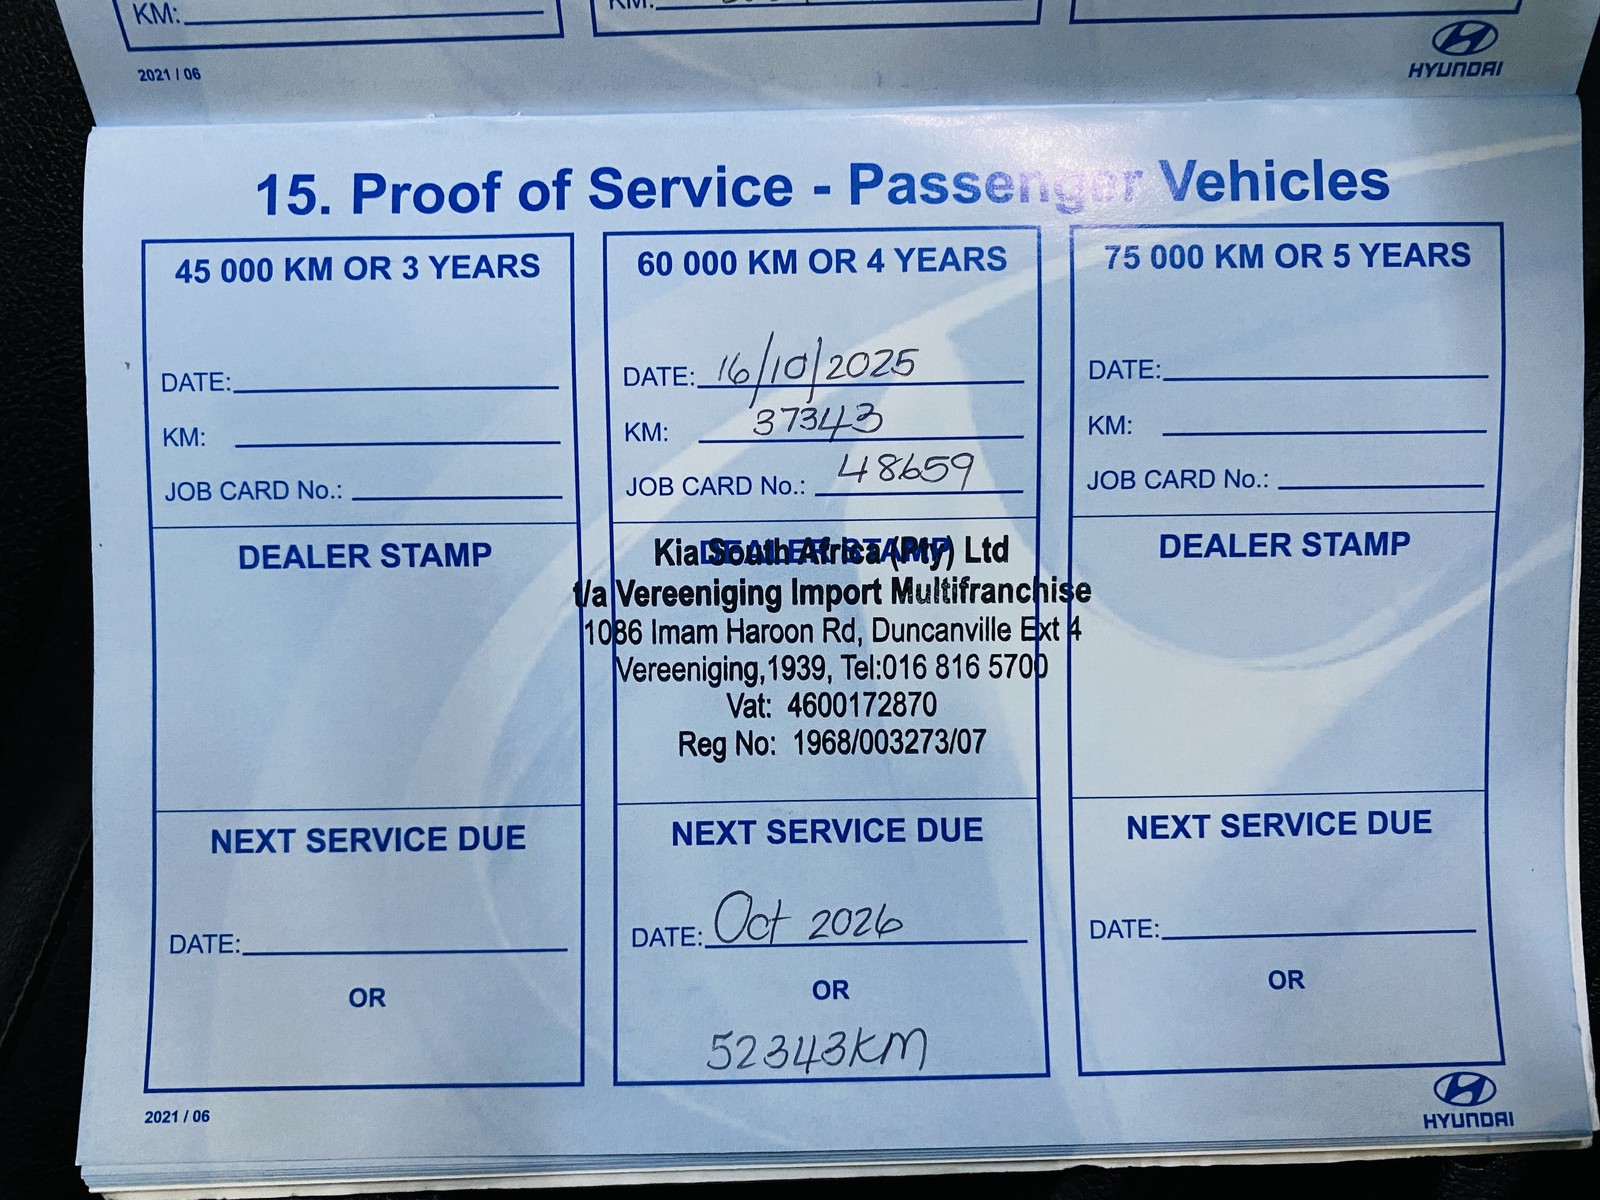 KM:
KM:
2021 / 06
HYUNDAI
15. Proof of Service - Passenger Vehicles
45 000 KM OR 3 YEARS
DATE:
KM:
JOB CARD No.:
DEALER STAMP
NEXT SERVICE DUE
DATE:
OR
60 000 KM OR 4 YEARS
DATE: 16/10/2025
KM: 37343
JOB CARD No.: 48659
DEALER STAMP
Kia South Africa (Pty) Ltd
t/a Vereeniging Import Multifranchise
1086 Imam Haroon Rd, Duncanville Ext 4
Vereeniging,1939, Tel:016 816 5700
Vat: 4600172870
Reg No: 1968/003273/07
NEXT SERVICE DUE
DATE: Oct 2026
OR
52343KM
75 000 KM OR 5 YEARS
DATE:
KM:
JOB CARD No.:
DEALER STAMP
NEXT SERVICE DUE
DATE:
OR
2021 / 06
HYUNDAI